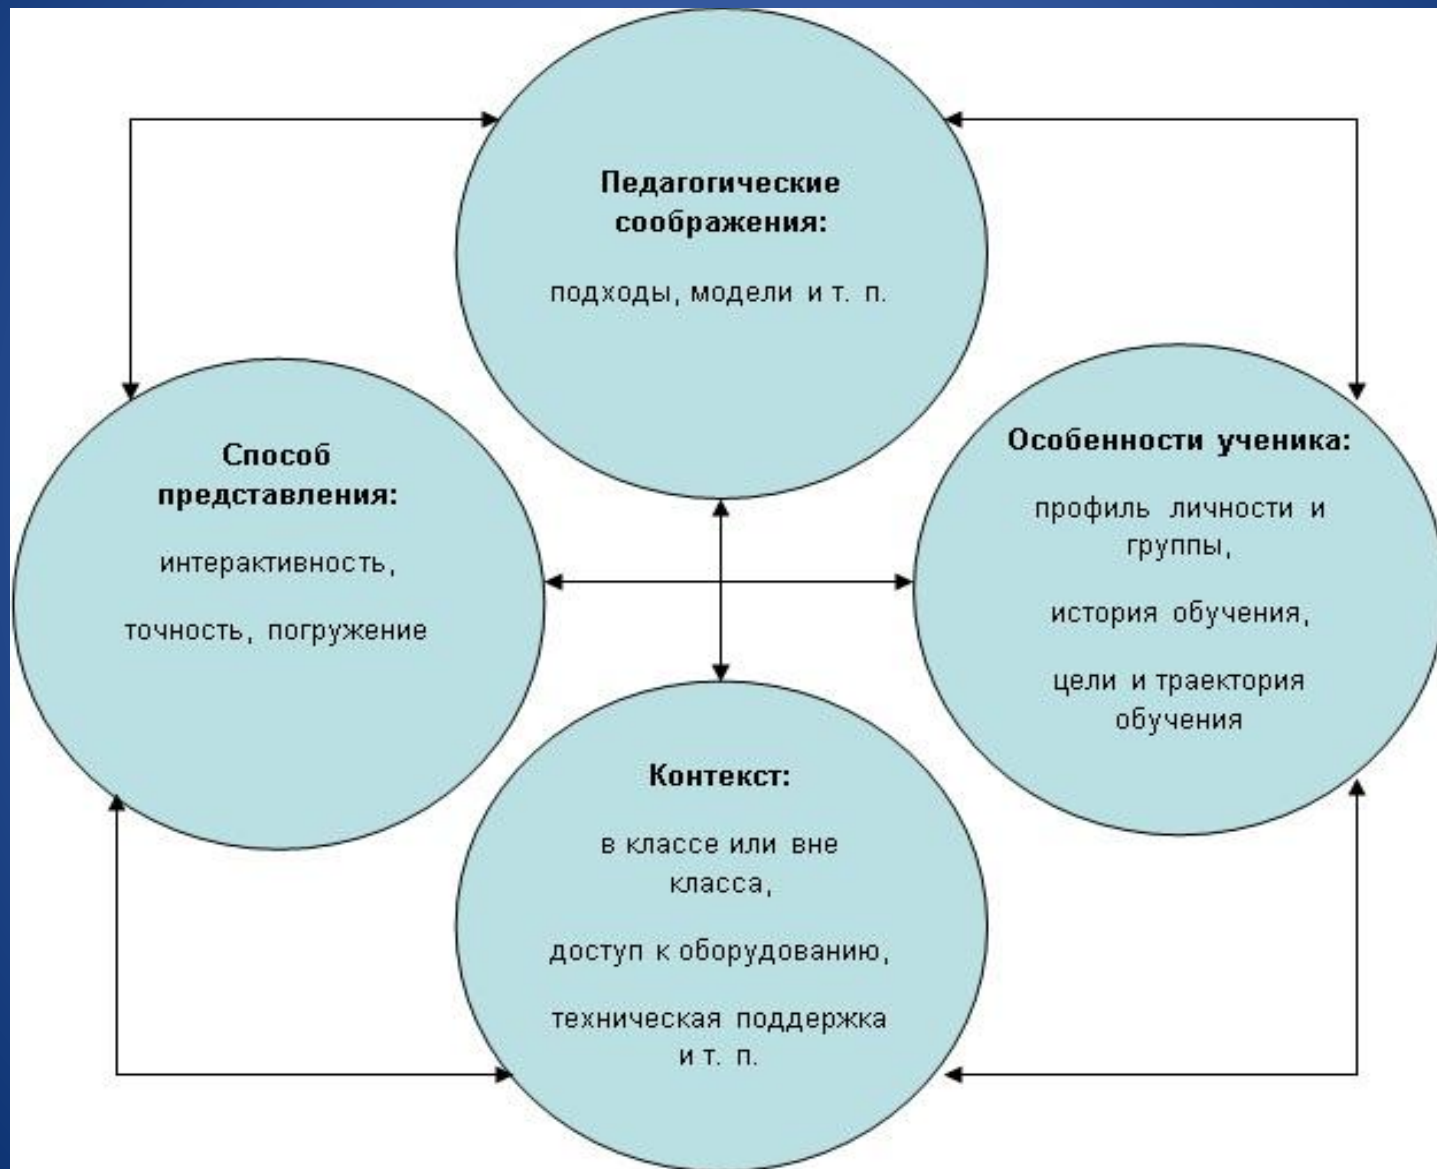 Педагогические
соображения:
подходы, модели и т. п.
Способ
представления:
интерактивность,
точность, погружение
Особенности ученика:
профиль личности и
группы,
история обучения,
цели и траектория
обучения
Контекст:
в классе или вне
класса,
доступ к оборудованию,
техническая поддержка
и т. п.